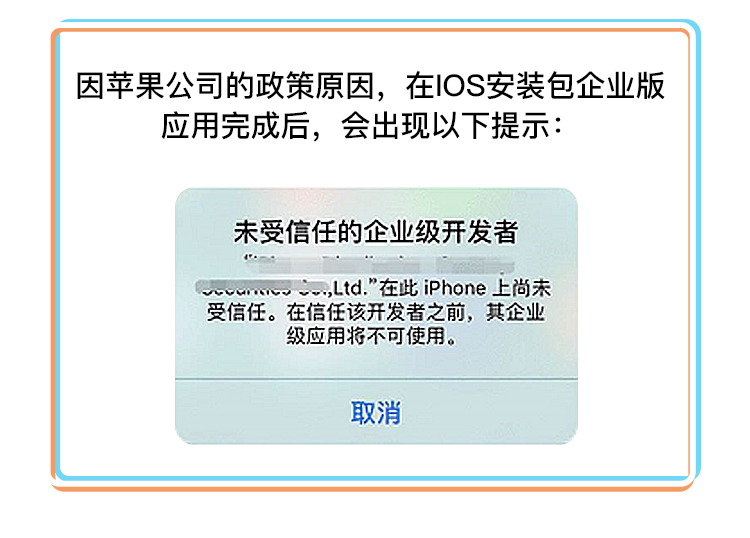 因苹果公司的政策原因，在IOS安装包企业版
应用完成后，会出现以下提示：
未受信任的企业级开发者
Ltd.”在此 iPhone 上尚未
受信任。在信任该开发者之前，其企业
级应用将不可使用。
取消